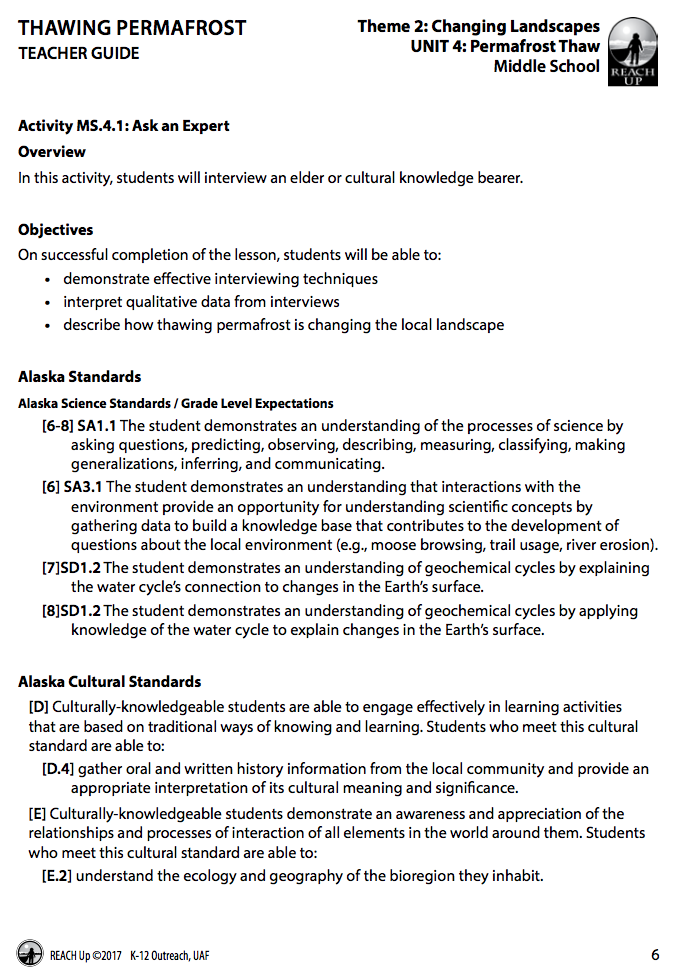 THAWING PERMAFROST
TEACHER GUIDE
Theme 2: Changing Landscapes
UNIT 4: Permafrost Thaw
Middle School
REACH
UP
Activity MS.4.1: Ask an Expert
Overview
In this activity, students will interview an elder or cultural knowledge bearer.
Objectives
On successful completion of the lesson, students will be able to:
• demonstrate effective interviewing techniques
• interpret qualitative data from interviews
• describe how thawing permafrost is changing the local landscape
Alaska Standards
Alaska Science Standards / Grade Level Expectations
[6-8] SA1.1 The student demonstrates an understanding of the processes of science by
asking questions, predicting, observing, describing, measuring, classifying, making
generalizations, inferring, and communicating.
[6] SA3.1 The student demonstrates an understanding that interactions with the
environment provide an opportunity for understanding scientific concepts by
gathering data to build a knowledge base that contributes to the development of
questions about the local environment (e.g., moose browsing, trail usage, river erosion).
[7]SD1.2 The student demonstrates an understanding of geochemical cycles by explaining
the water cycle's connection to changes in the Earth's surface.
[8]SD1.2 The student demonstrates an understanding of geochemical cycles by applying
knowledge of the water cycle to explain changes in the Earth's surface.
Alaska Cultural Standards
[D] Culturally-knowledgeable students are able to engage effectively in learning activities
that are based on traditional ways of knowing and learning. Students who meet this cultural
standard are able to:
[D.4] gather oral and written history information from the local community and provide an
appropriate interpretation of its cultural meaning and significance.
[E] Culturally-knowledgeable students demonstrate an awareness and appreciation of the
relationships and processes of interaction of all elements in the world around them. Students
who meet this cultural standard are able to:
[E.2] understand the ecology and geography of the bioregion they inhabit.
REACH Up ©2017 K-12 Outreach, UAF
6